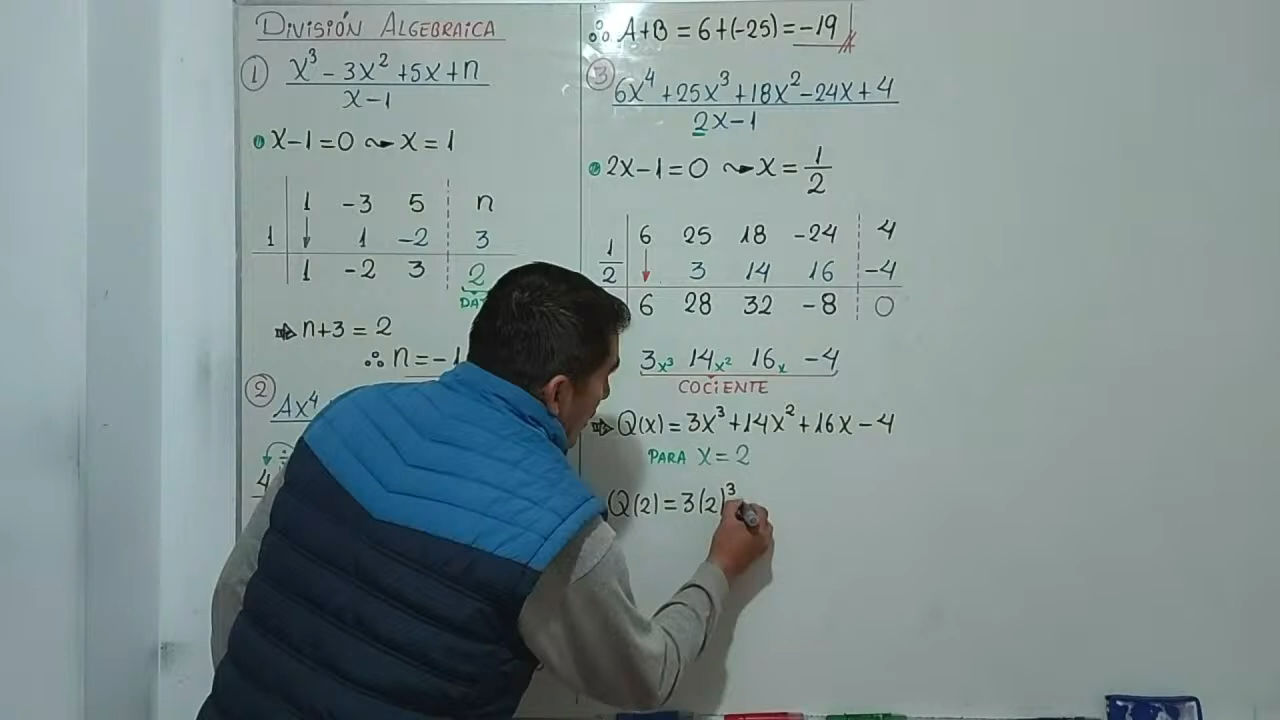 DIVISIÓN ALGEBRAICA
① x³ - 3x² + 5x + n
x - 1
x - 1 = 0 ⤳ x = 1
1 -3 5 n
1 ↓ 1 -2 3
1 -2 3 2
⇒ n + 3 = 2
∴ n = -1
② Ax⁴
÷
4
∴ A + B = 6 + (-25) = -19
③ 6x⁴ + 25x³ + 18x² - 24x + 4
2x - 1
2x - 1 = 0 ⤳ x = 1/2
6 25 18 -24 4
1/2 ↓ 3 14 16 -4
6 28 32 -8 0
3x³ 14x² 16x -4
COCIENTE
⇒ Q(x) = 3x³ + 14x² + 16x - 4
PARA x = 2
Q(2) = 3(2)³